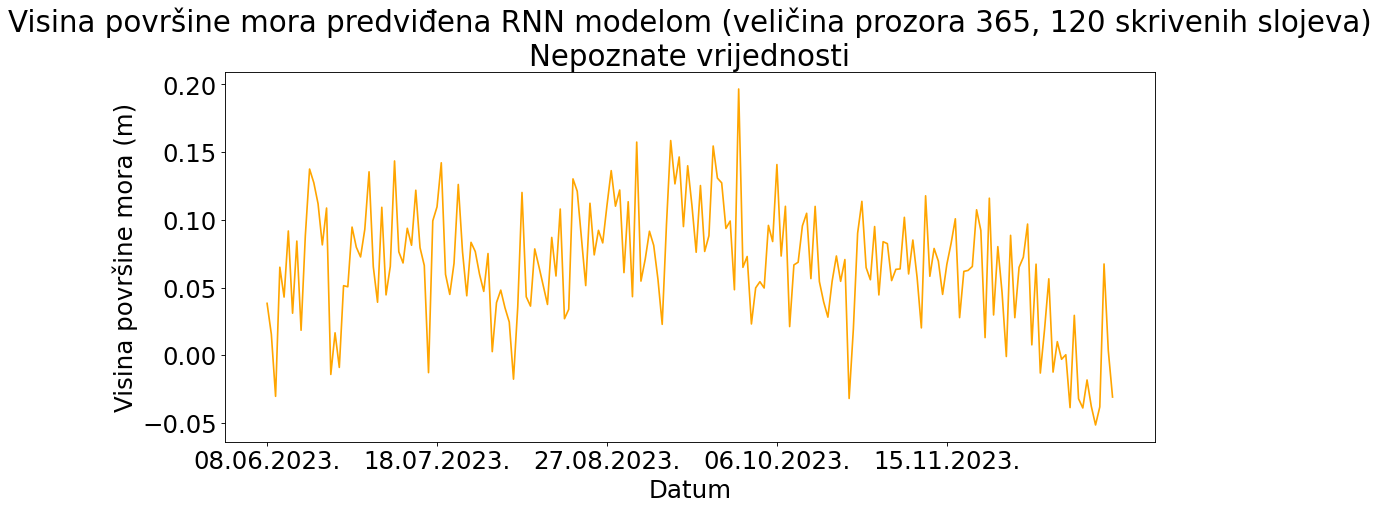 Visina površine mora predviđena RNN modelom (veličina prozora 365, 120 skrivenih slojeva)
Nepoznate vrijednosti
Visina površine mora (m)
0.20
0.15
0.10
0.05
0.00
−0.05
08.06.2023. 18.07.2023. 27.08.2023. 06.10.2023. 15.11.2023.
Datum